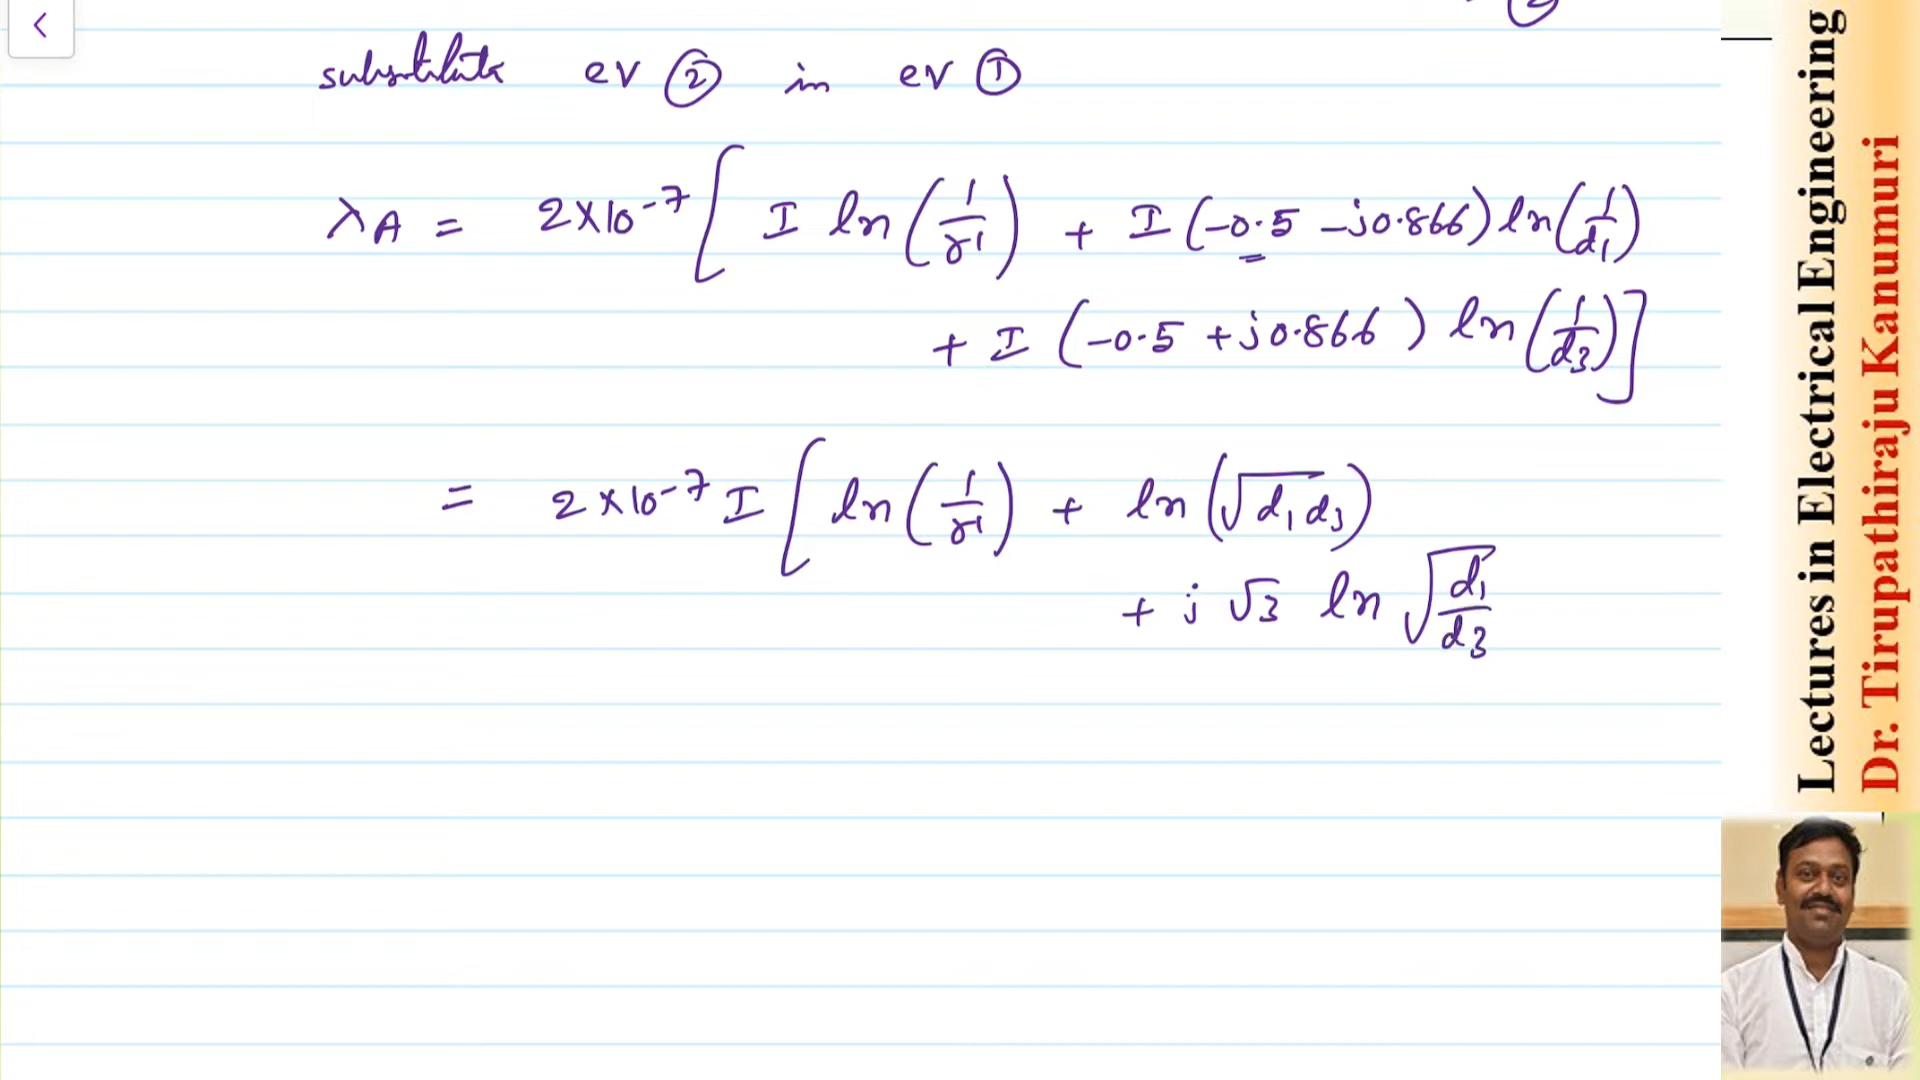 substitute eq ② in eq ①
λA = 2×10⁻⁷ [ I ln(1/r') + I (-0.5 -j0.866) ln(1/d₁)
+ I (-0.5 +j0.866) ln(1/d₃) ]
= 2×10⁻⁷ I [ ln(1/r') + ln(√d₁d₃)
+ j √3 ln √(d₁/d₃)
Lectures in Electrical Engineering
Dr. Tirupathiraju Kanumuri